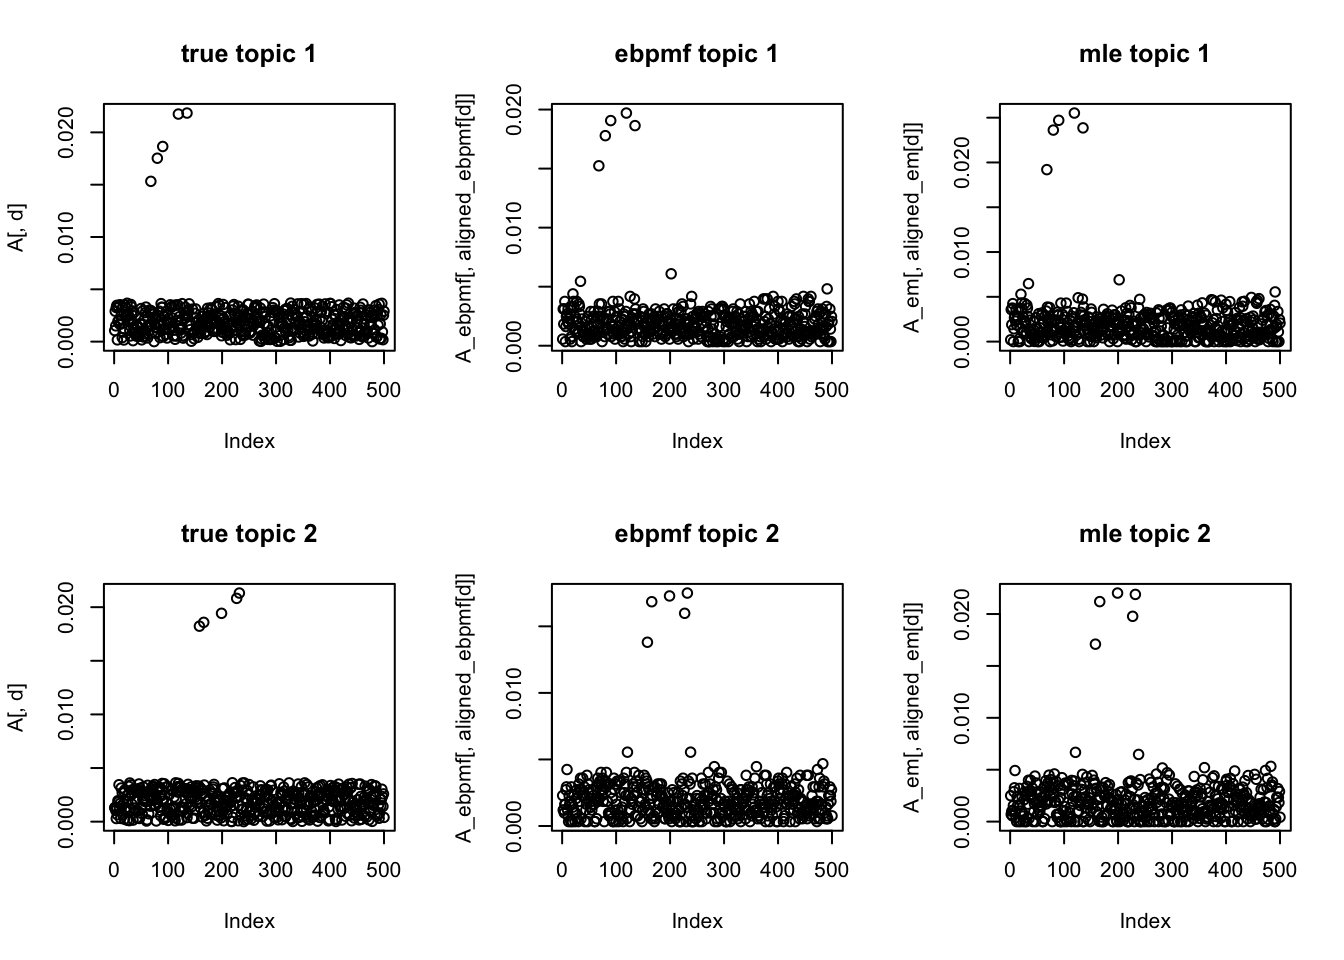 true topic 1
A[, d]
0.000 0.010 0.020
0 100 200 300 400 500
Index
ebpmf topic 1
A_ebpmf[, aligned_ebpmf[d]]
0.000 0.010 0.020
0 100 200 300 400 500
Index
mle topic 1
A_em[, aligned_em[d]]
0.000 0.010 0.020
0 100 200 300 400 500
Index
true topic 2
A[, d]
0.000 0.010 0.020
0 100 200 300 400 500
Index
ebpmf topic 2
A_ebpmf[, aligned_ebpmf[d]]
0.000 0.010
0 100 200 300 400 500
Index
mle topic 2
A_em[, aligned_em[d]]
0.000 0.010 0.020
0 100 200 300 400 500
Index